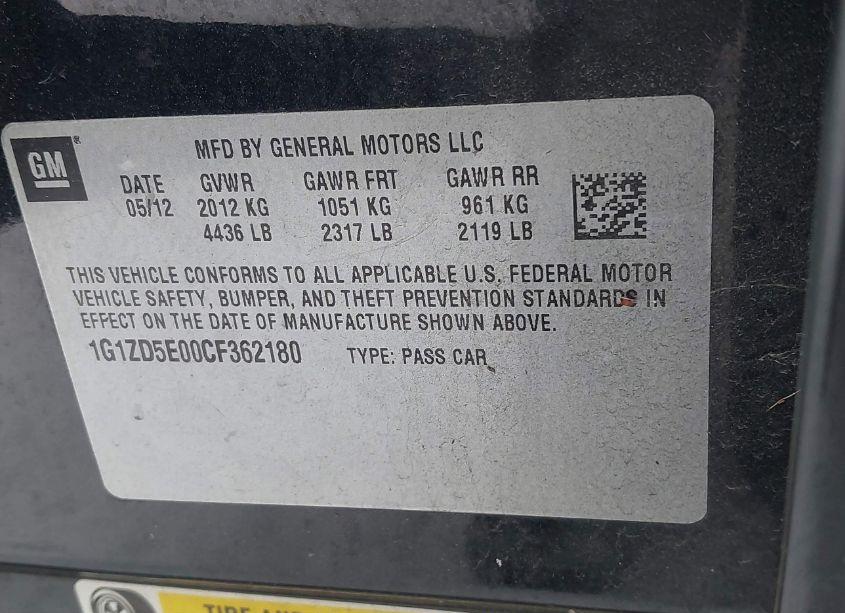 GM®
MFD BY GENERAL MOTORS LLC
DATE GVWR GAWR FRT GAWR RR
05/12 2012 KG 1051 KG 961 KG
4436 LB 2317 LB 2119 LB
THIS VEHICLE CONFORMS TO ALL APPLICABLE U.S. FEDERAL MOTOR
VEHICLE SAFETY, BUMPER, AND THEFT PREVENTION STANDARDS IN
EFFECT ON THE DATE OF MANUFACTURE SHOWN ABOVE.
1G1ZD5E00CF362180 TYPE: PASS CAR
TIRE